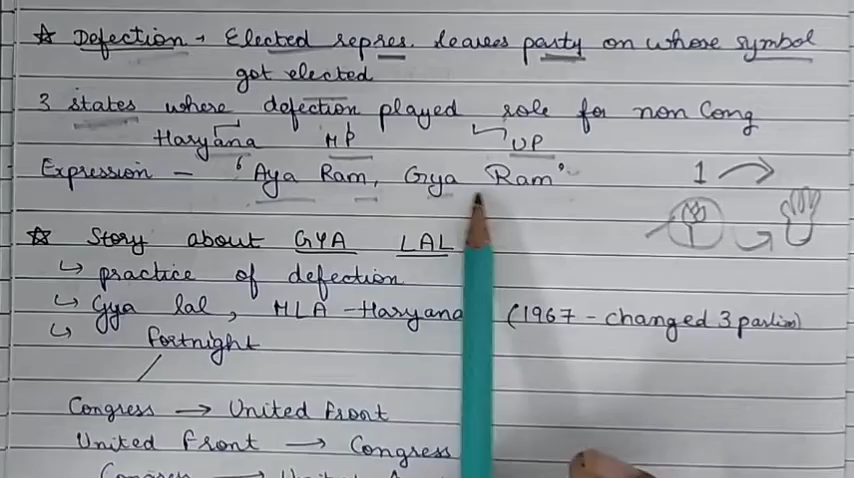 ☆ Defection → Elected repres. leaves party on whose symbol
got elected
3 states where defection played role for non Cong
Haryana MP UP
Expression - 'Aya Ram, Gya Ram'
1
☆ Story about GYA LAL
↳ practice of defection
↳ Gya lal, MLA - Haryana (1967 - changed 3 parties)
↳ fortnight
Congress → United Front
United Front → Congress
Congress →